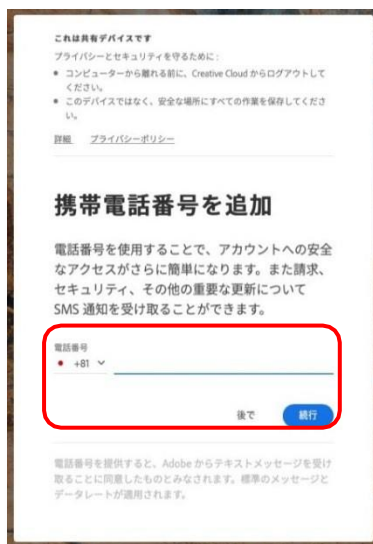 これは共有デバイスです
プライバシーとセキュリティを守るために：
● コンピューターから離れる前に、Creative Cloud からログアウトして
ください。
● このデバイスではなく、安全な場所にすべての作業を保存してくださ
い。
詳細 プライバシーポリシー
携帯電話番号を追加
電話番号を使用することで、アカウントへの安全
なアクセスがさらに簡単になります。また請求、
セキュリティ、その他の重要な更新について
SMS 通知を受け取ることができます。
電話番号
+81
後で 続行
電話番号を提供すると、Adobe からテキストメッセージを受け
取ることに同意したものとみなされます。標準のメッセージと
データレートが適用されます。